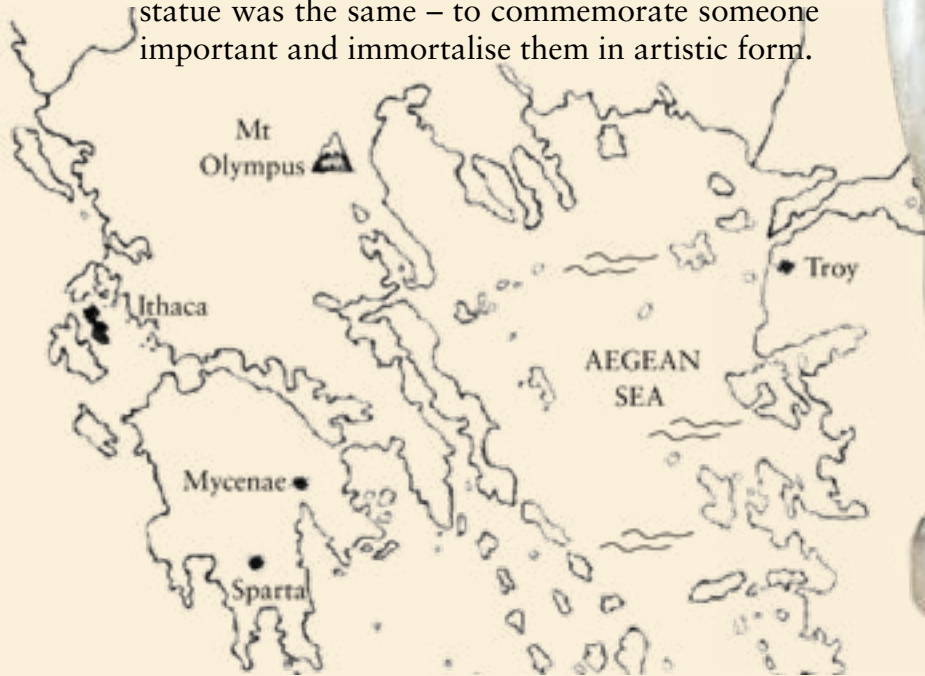 statue was the same – to commemorate someone
important and immortalise them in artistic form.
Mt
Olympus
Troy
Ithaca
AEGEAN
SEA
Mycenae
Sparta